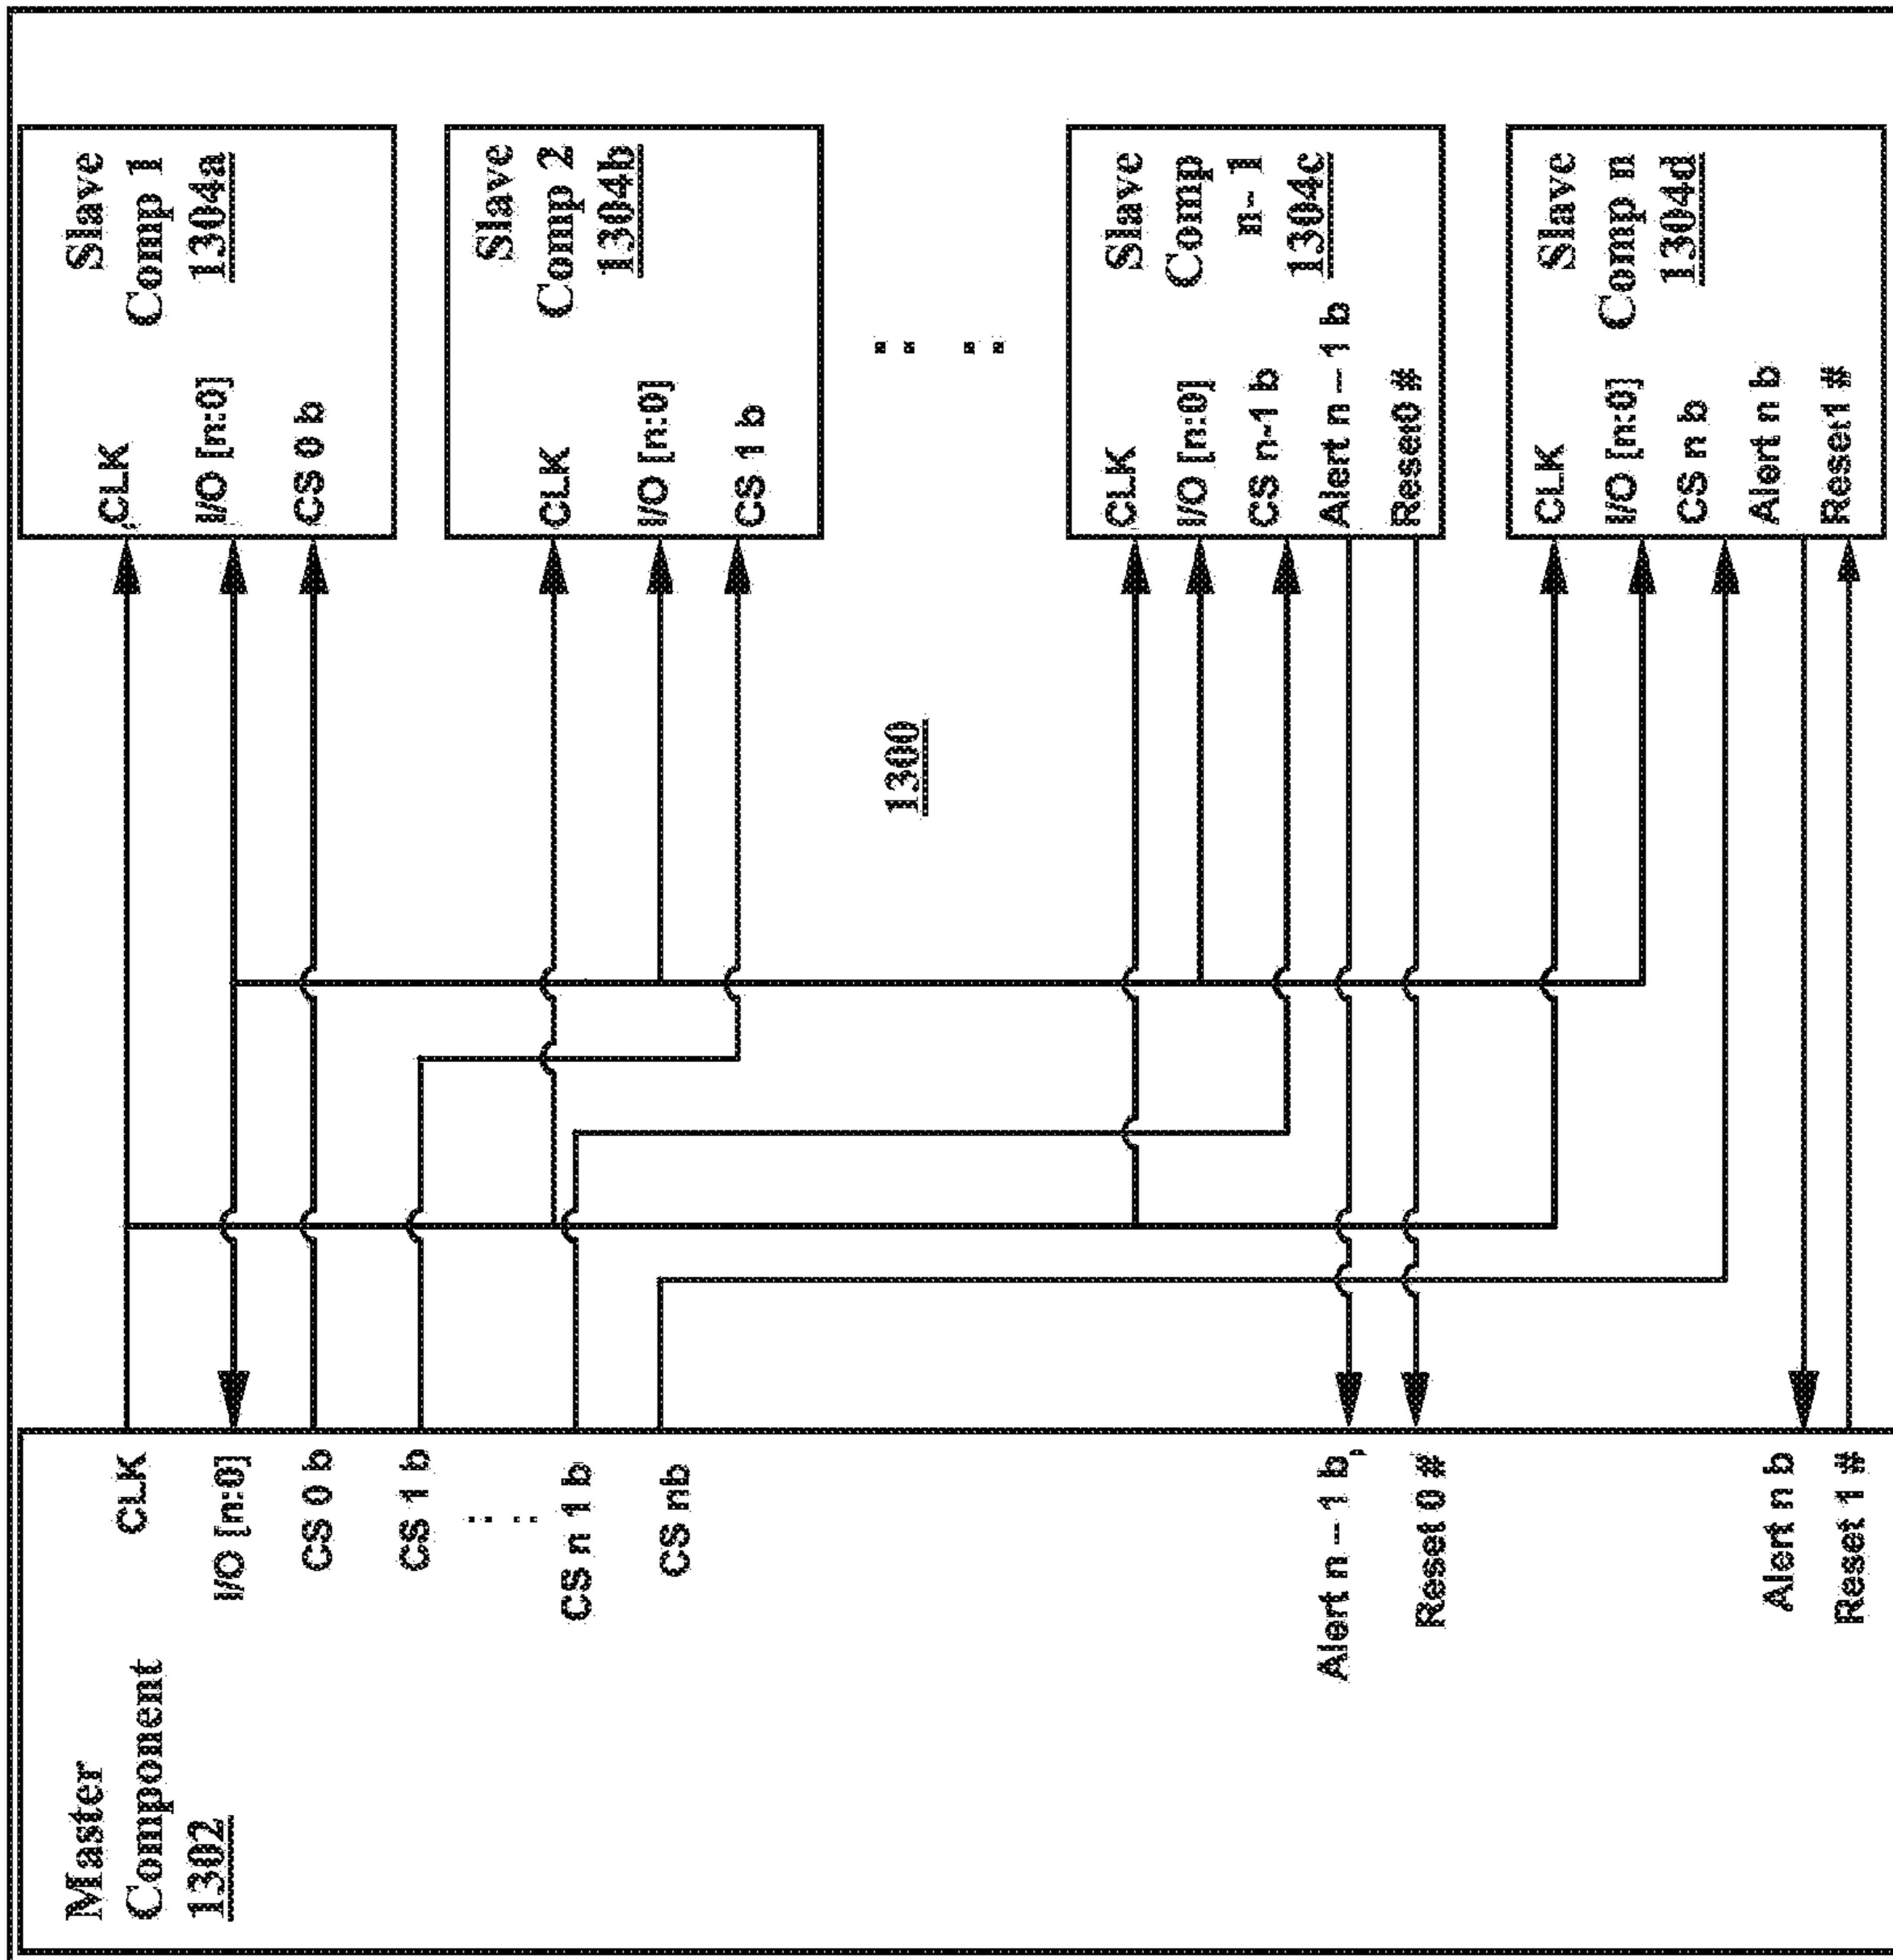 Master
Component
1302
CLK
I/O [n:0]
CS 0 b
CS 1 b
CS n 1 b
CS nb
Alert n – 1 b
Reset 0 #
Alert n b
Reset 1 #
1300
Slave
Comp 1
1304a
CLK
I/O [n:0]
CS 0 b
Slave
Comp 2
1304b
CLK
I/O [n:0]
CS 1 b
Slave
Comp
n-1
1304c
CLK
I/O [n:0]
CS n-1 b
Alert n – 1 b
Reset0 #
Slave
Comp n
1304d
CLK
I/O [n:0]
CS n b
Alert n b
Reset1 #